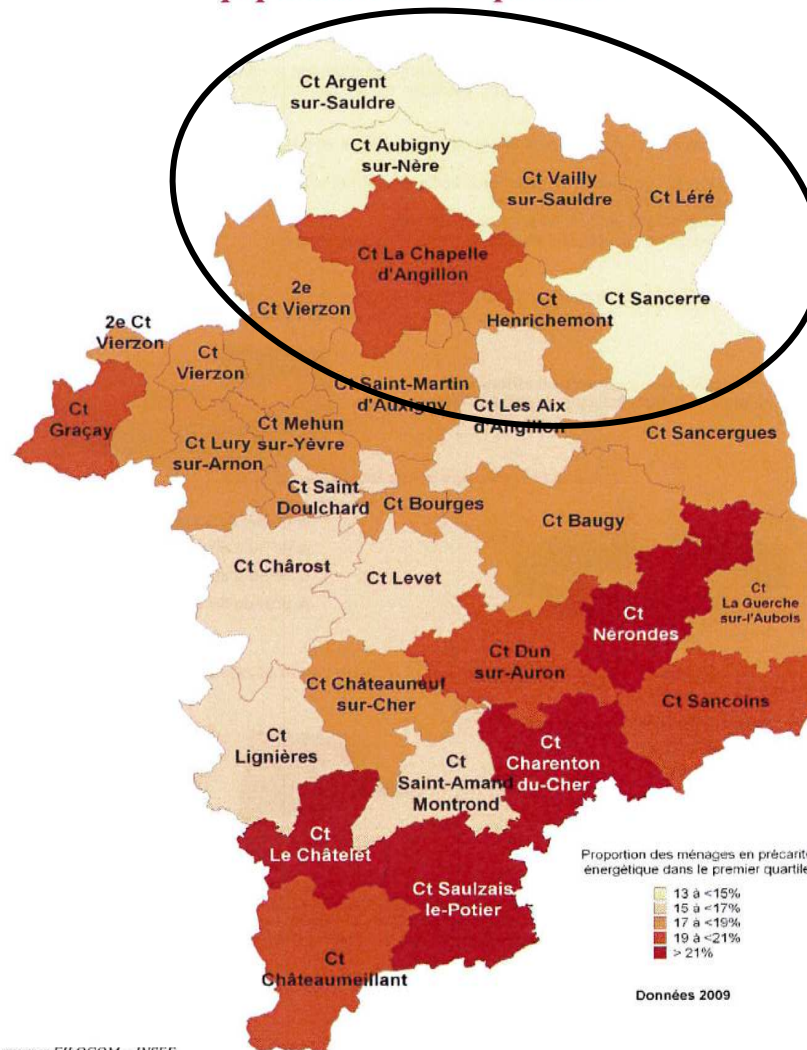 Ct Argent
sur-Sauldre
Ct Aubigny
sur-Nère
Ct Vailly
sur-Sauldre
Ct Léré
Ct La Chapelle
d'Angillon
2e
Ct Vierzon
Ct
Henrichemont
Ct Sancerre
2e Ct
Vierzon
Ct
Vierzon
Ct Saint-Martin
d'Auxigny
Ct Les Aix
d'Angillon
Ct
Graçay
Ct Mehun
sur-Yèvre
Ct Lury
sur-Arnon
Ct Sancergues
Ct Saint
Doulchard
Ct Bourges
Ct Baugy
Ct Chârost
Ct Levet
Ct
La Guerche
sur-l'Aubois
Ct
Nérondes
Ct Dun
sur-Auron
Ct Châteauneuf
sur-Cher
Ct Sancoins
Ct
Lignières
Ct
Charenton
du-Cher
Ct
Saint-Amand
Montrond
Ct
Le Châtelet
Ct Saulzais
le-Potier
Ct
Châteaumeillant
Proportion des ménages en précarité
énergétique dans le premier quartile
13 à <15%
15 à <17%
17 à <19%
19 à <21%
> 21%
Données 2009